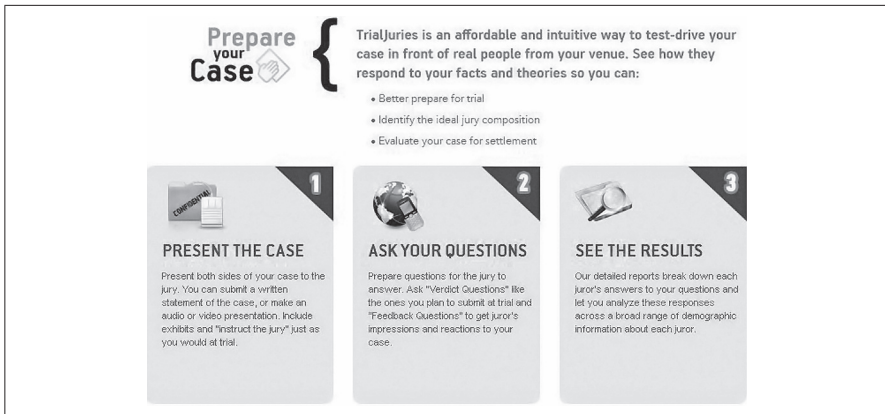 Prepare
your
Case
{
TrialJuries is an affordable and intuitive way to test-drive your
case in front of real people from your venue. See how they
respond to your facts and theories so you can:
• Better prepare for trial
• Identify the ideal jury composition
• Evaluate your case for settlement
1
CONFIDENTIAL
PRESENT THE CASE
Present both sides of your case to the
jury. You can submit a written
statement of the case, or make an
audio or video presentation. Include
exhibits and "instruct the jury" just as
you would at trial.
2
ASK YOUR QUESTIONS
Prepare questions for the jury to
answer. Ask "Verdict Questions" like
the ones you plan to submit at trial and
"Feedback Questions" to get juror's
impressions and reactions to your
case.
3
SEE THE RESULTS
Our detailed reports break down each
juror's answers to your questions and
let you analyze these responses
across a broad range of demographic
information about each juror.